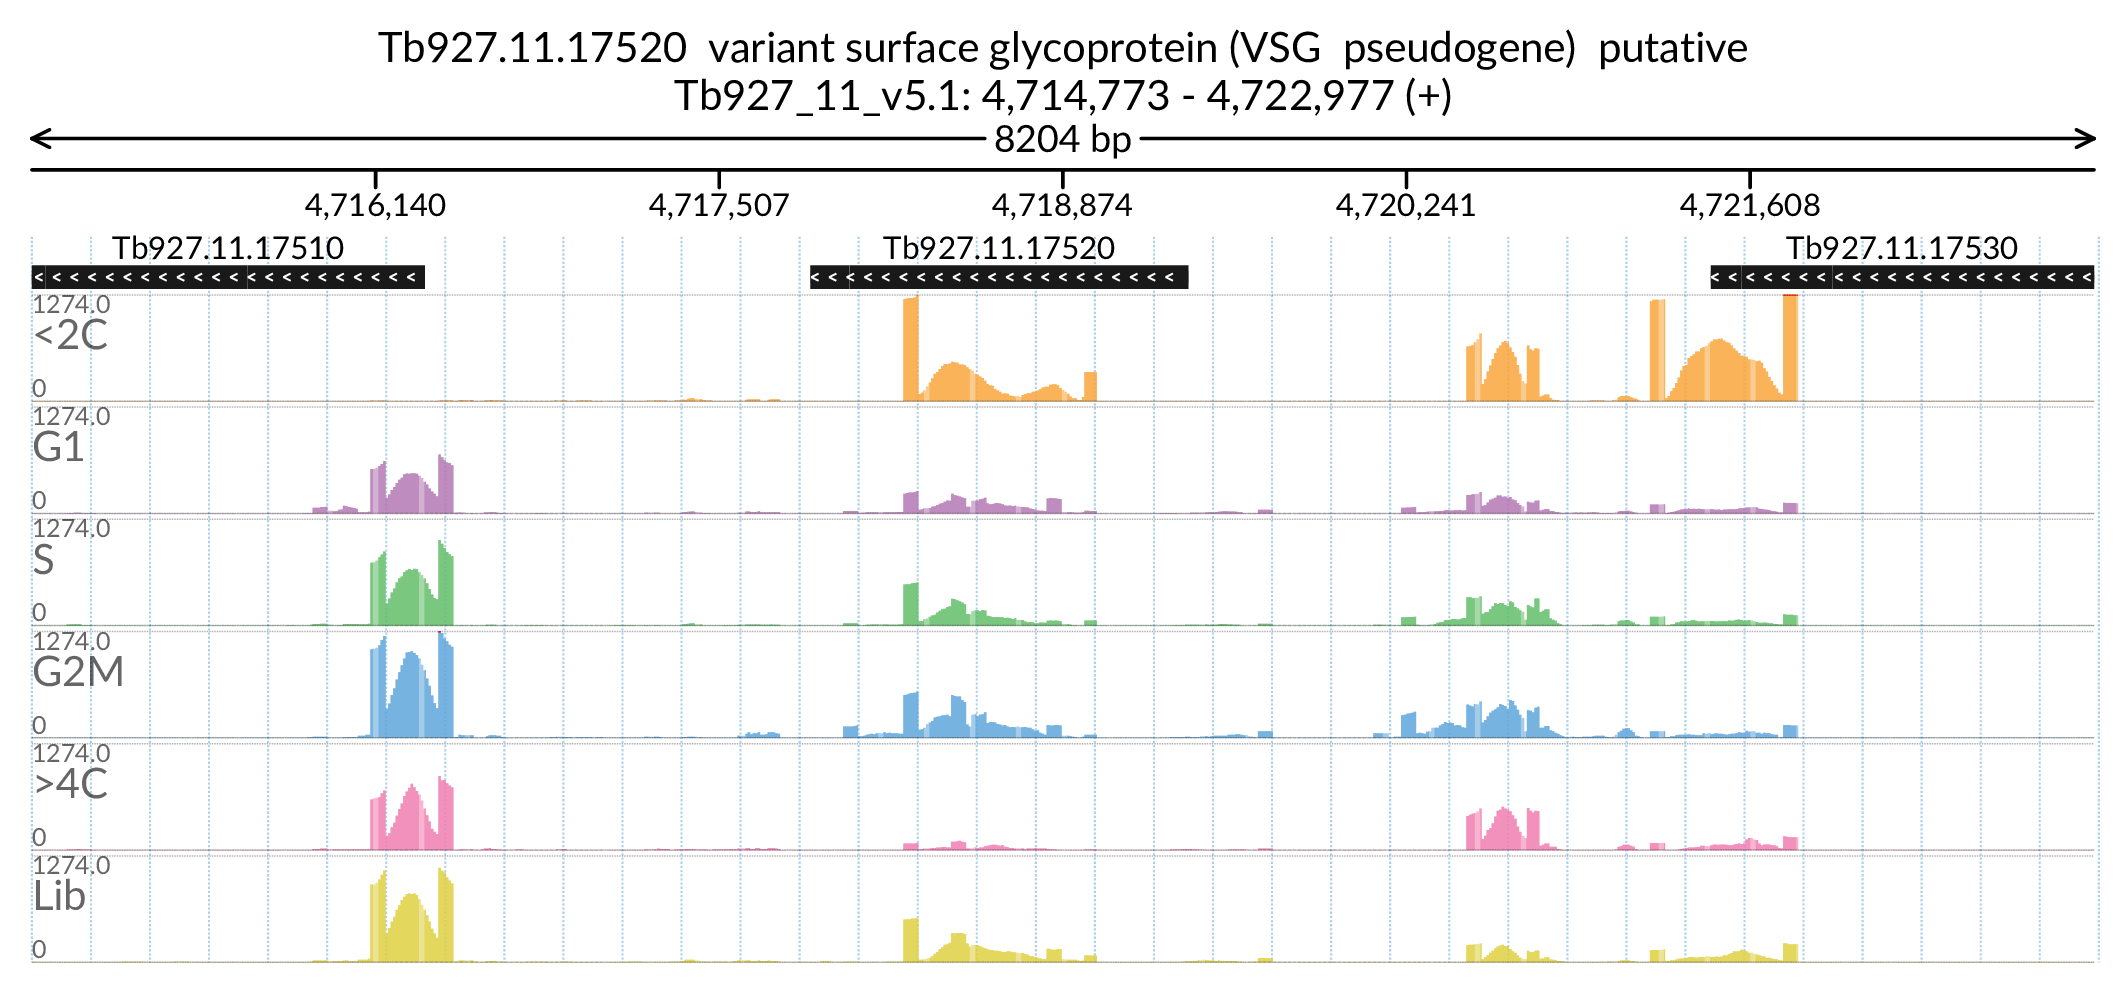 Tb927.11.17520 variant surface glycoprotein (VSG pseudogene) putative
Tb927_11_v5.1: 4,714,773 - 4,722,977 (+)
8204 bp
4,716,140 4,717,507 4,718,874 4,720,241 4,721,608
Tb927.11.17510 Tb927.11.17520 Tb927.11.17530
1274.0
<2C
0
1274.0
G1
0
1274.0
S
0
1274.0
G2M
0
1274.0
>4C
0
1274.0
Lib
0